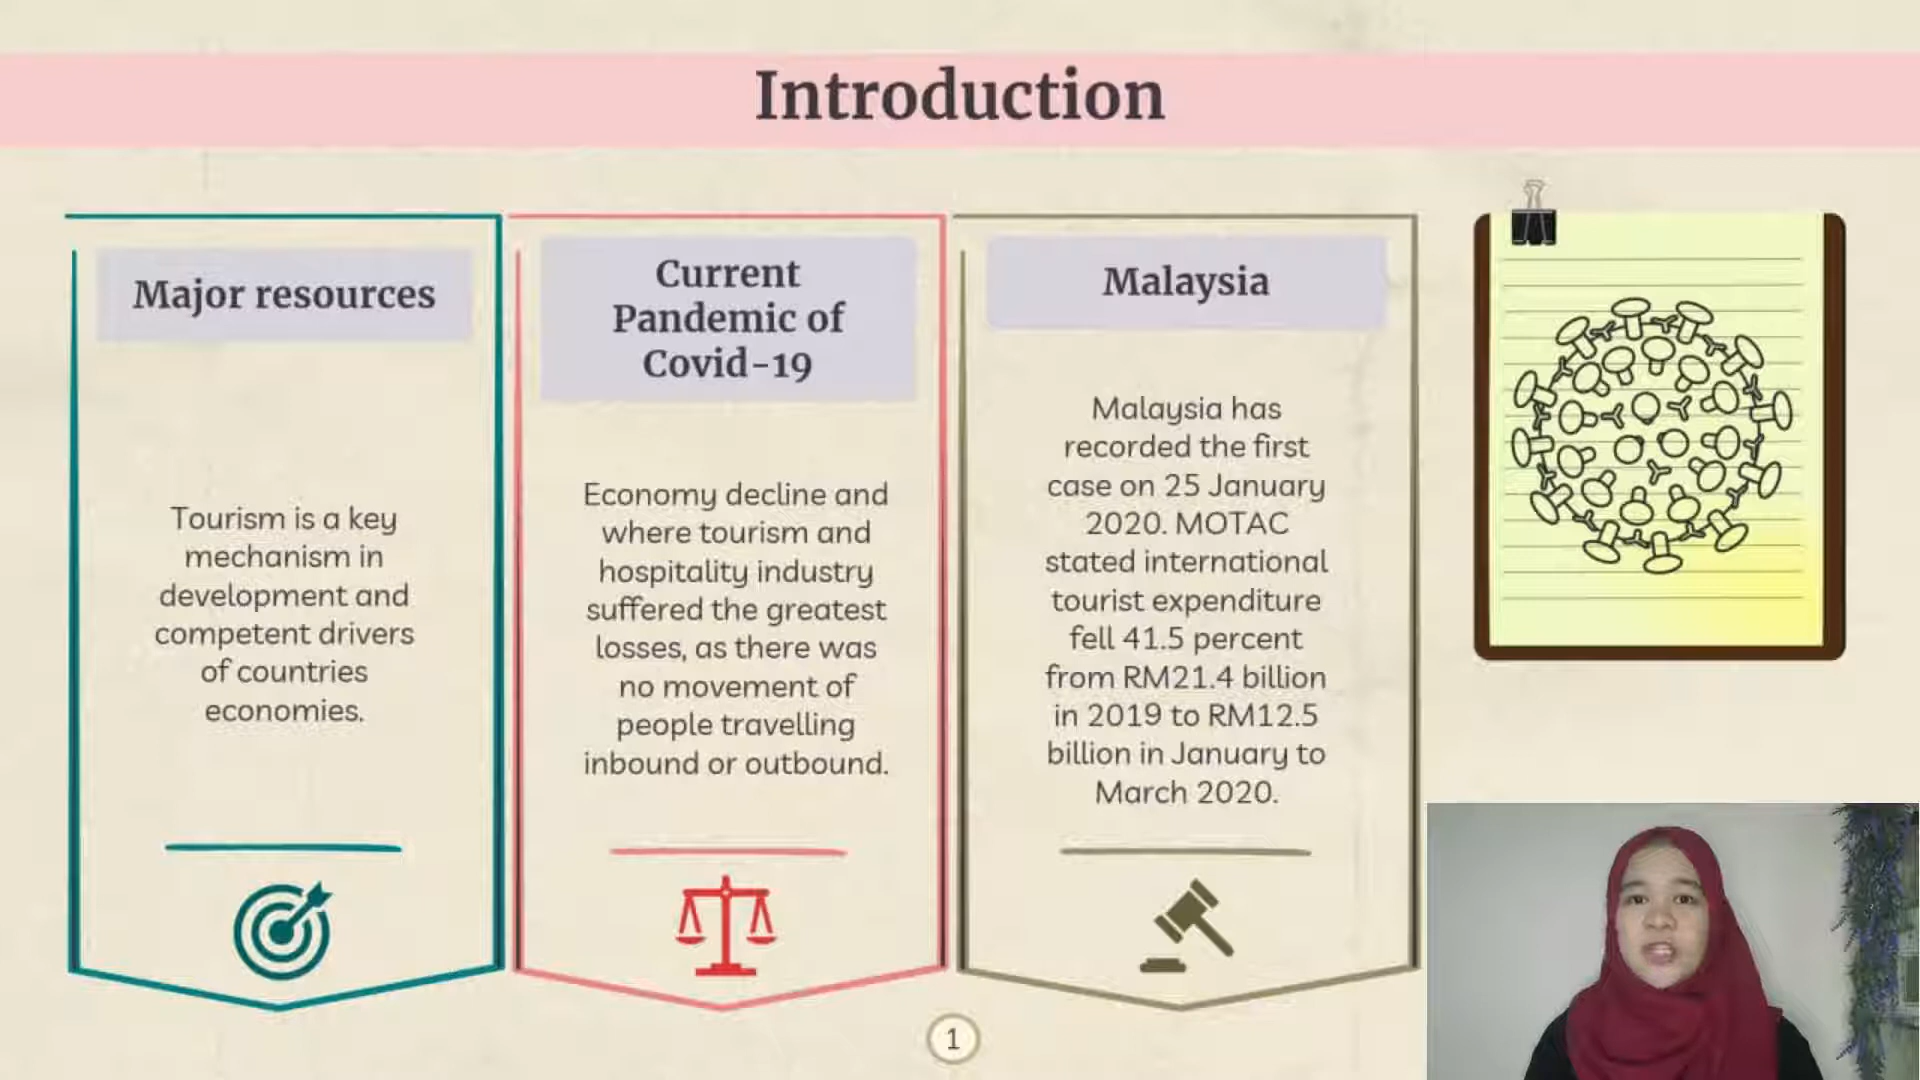 Introduction
Major resources
Tourism is a key
mechanism in
development and
competent drivers
of countries
economies.
Current
Pandemic of
Covid-19
Economy decline and
where tourism and
hospitality industry
suffered the greatest
losses, as there was
no movement of
people travelling
inbound or outbound.
Malaysia
Malaysia has
recorded the first
case on 25 January
2020. MOTAC
stated international
tourist expenditure
fell 41.5 percent
from RM21.4 billion
in 2019 to RM12.5
billion in January to
March 2020.
1